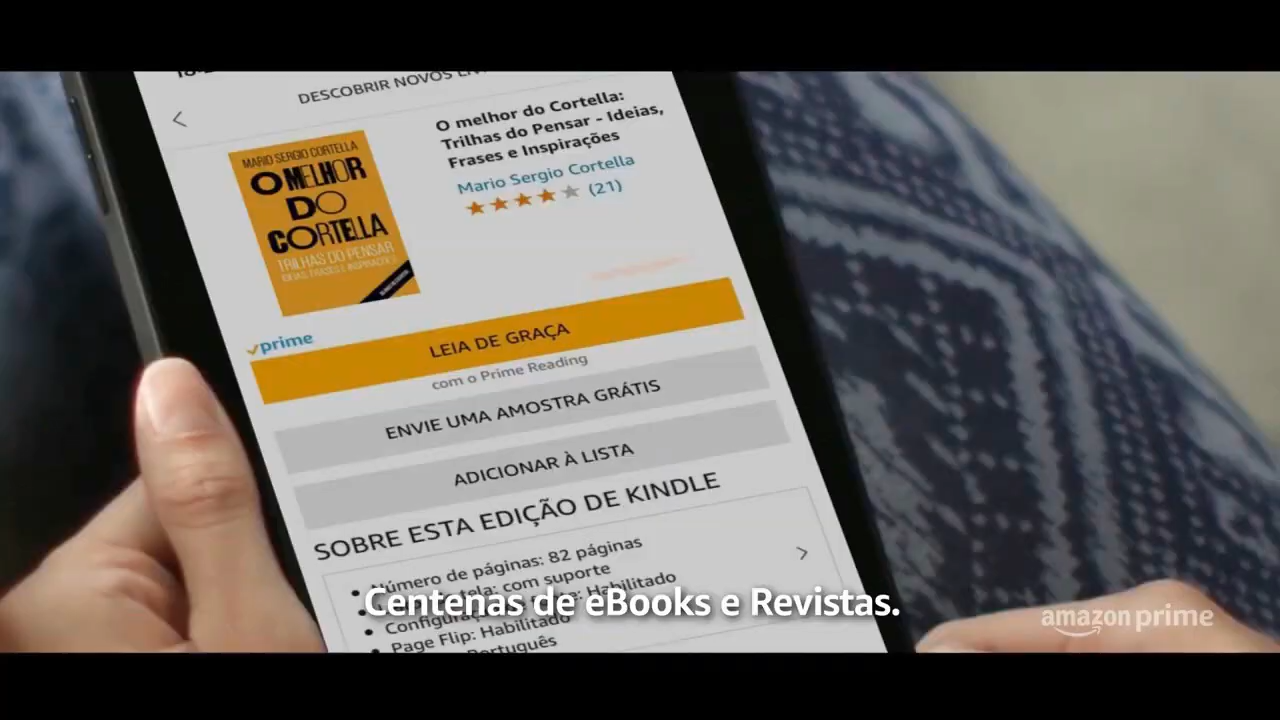 DESCOBRIR NOVOS
O melhor do Cortella:
Trilhas do Pensar - Ideias,
Frases e Inspirações
Mario Sergio Cortella
(21)
MARIO SERGIO CORTELLA
O MELHOR
DO
CORTELLA
TRILHAS DO PENSAR
IDEIAS, FRASES E INSPIRAÇÕES
prime
LEIA DE GRAÇA
com o Prime Reading
ENVIE UMA AMOSTRA GRÁTIS
ADICIONAR À LISTA
SOBRE ESTA EDIÇÃO DE KINDLE
Número de páginas: 82 páginas
com suporte
Habilitado
Page Flip: Habilitado
Português
Centenas de eBooks e Revistas.
amazon prime